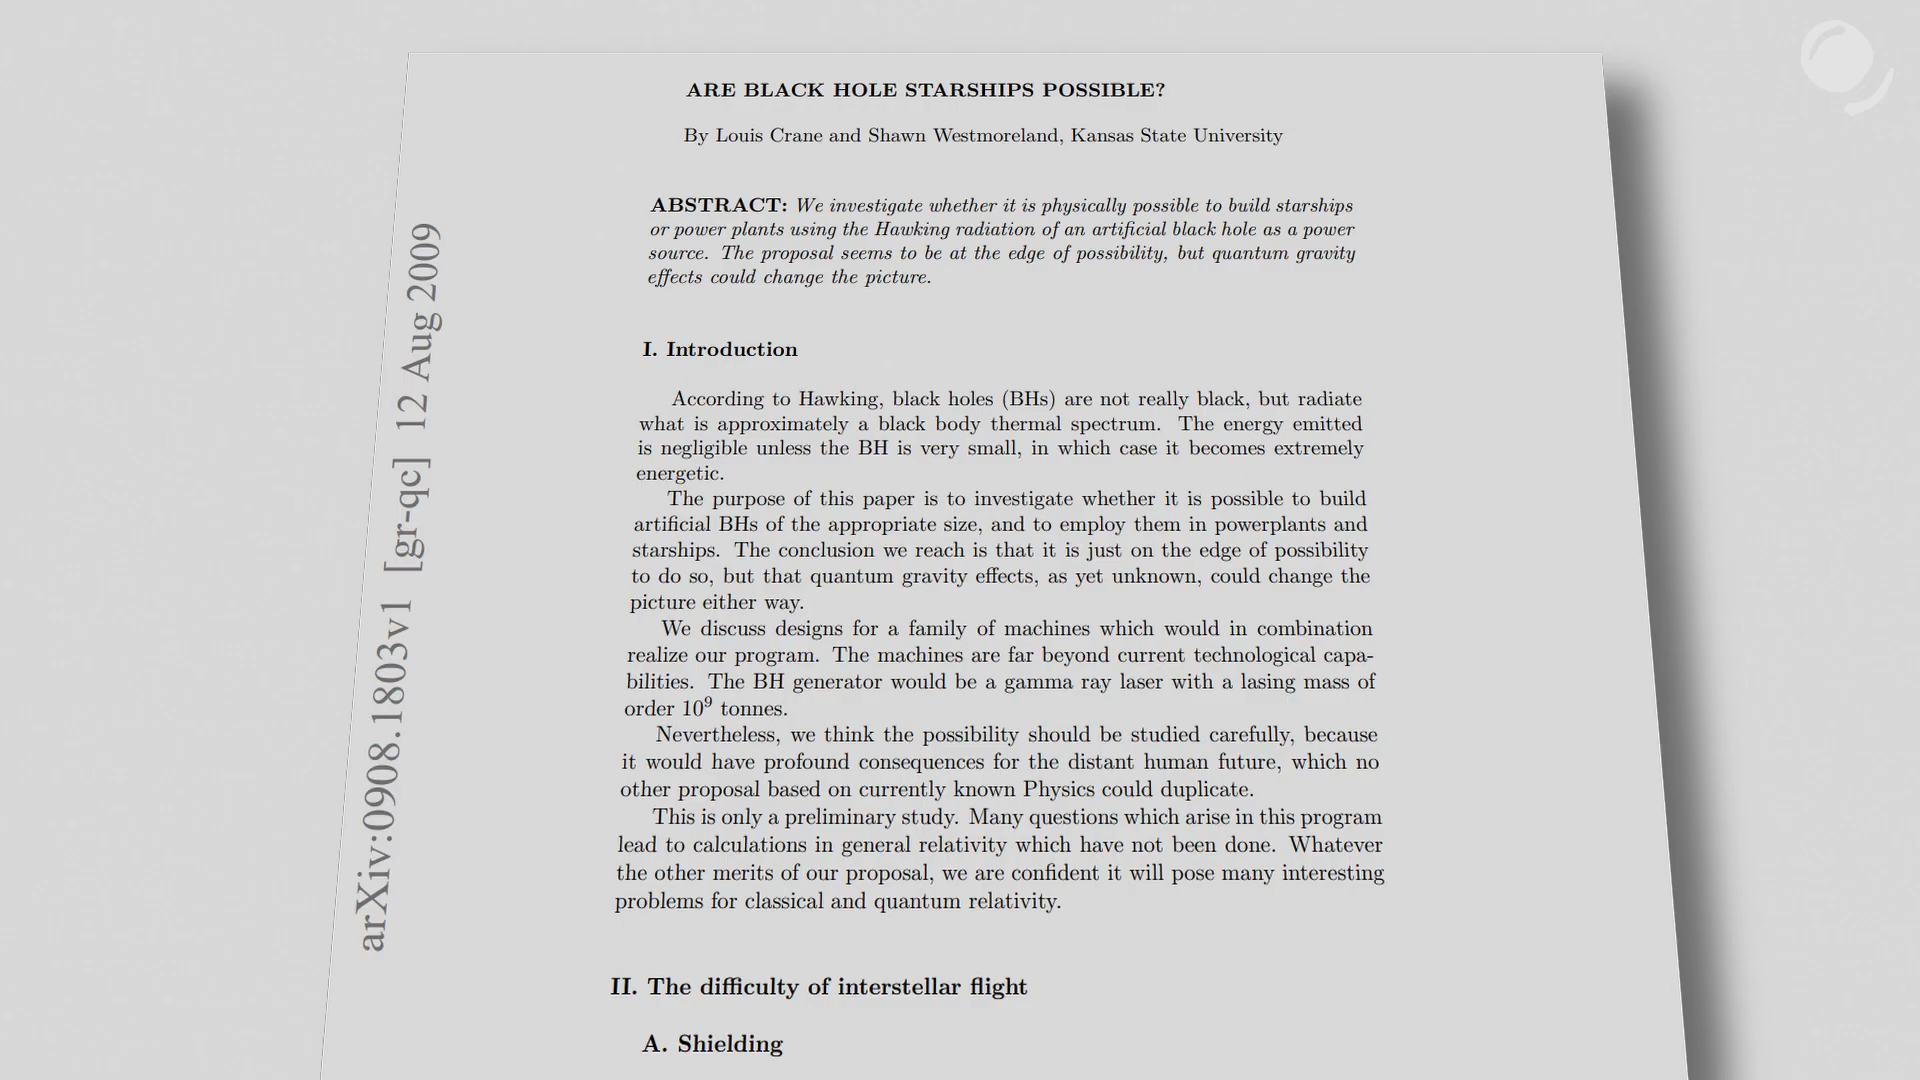 ARE BLACK HOLE STARSHIPS POSSIBLE?
By Louis Crane and Shawn Westmoreland, Kansas State University
ABSTRACT: We investigate whether it is physically possible to build starships
or power plants using the Hawking radiation of an artificial black hole as a power
source. The proposal seems to be at the edge of possibility, but quantum gravity
effects could change the picture.
I. Introduction
According to Hawking, black holes (BHs) are not really black, but radiate
what is approximately a black body thermal spectrum. The energy emitted
is negligible unless the BH is very small, in which case it becomes extremely
energetic.
The purpose of this paper is to investigate whether it is possible to build
artificial BHs of the appropriate size, and to employ them in powerplants and
starships. The conclusion we reach is that it is just on the edge of possibility
to do so, but that quantum gravity effects, as yet unknown, could change the
picture either way.
We discuss designs for a family of machines which would in combination
realize our program. The machines are far beyond current technological capa-
bilities. The BH generator would be a gamma ray laser with a lasing mass of
order 10⁹ tonnes.
Nevertheless, we think the possibility should be studied carefully, because
it would have profound consequences for the distant human future, which no
other proposal based on currently known Physics could duplicate.
This is only a preliminary study. Many questions which arise in this program
lead to calculations in general relativity which have not been done. Whatever
the other merits of our proposal, we are confident it will pose many interesting
problems for classical and quantum relativity.
II. The difficulty of interstellar flight
A. Shielding
arXiv:0908.1803v1 [gr-qc] 12 Aug 2009